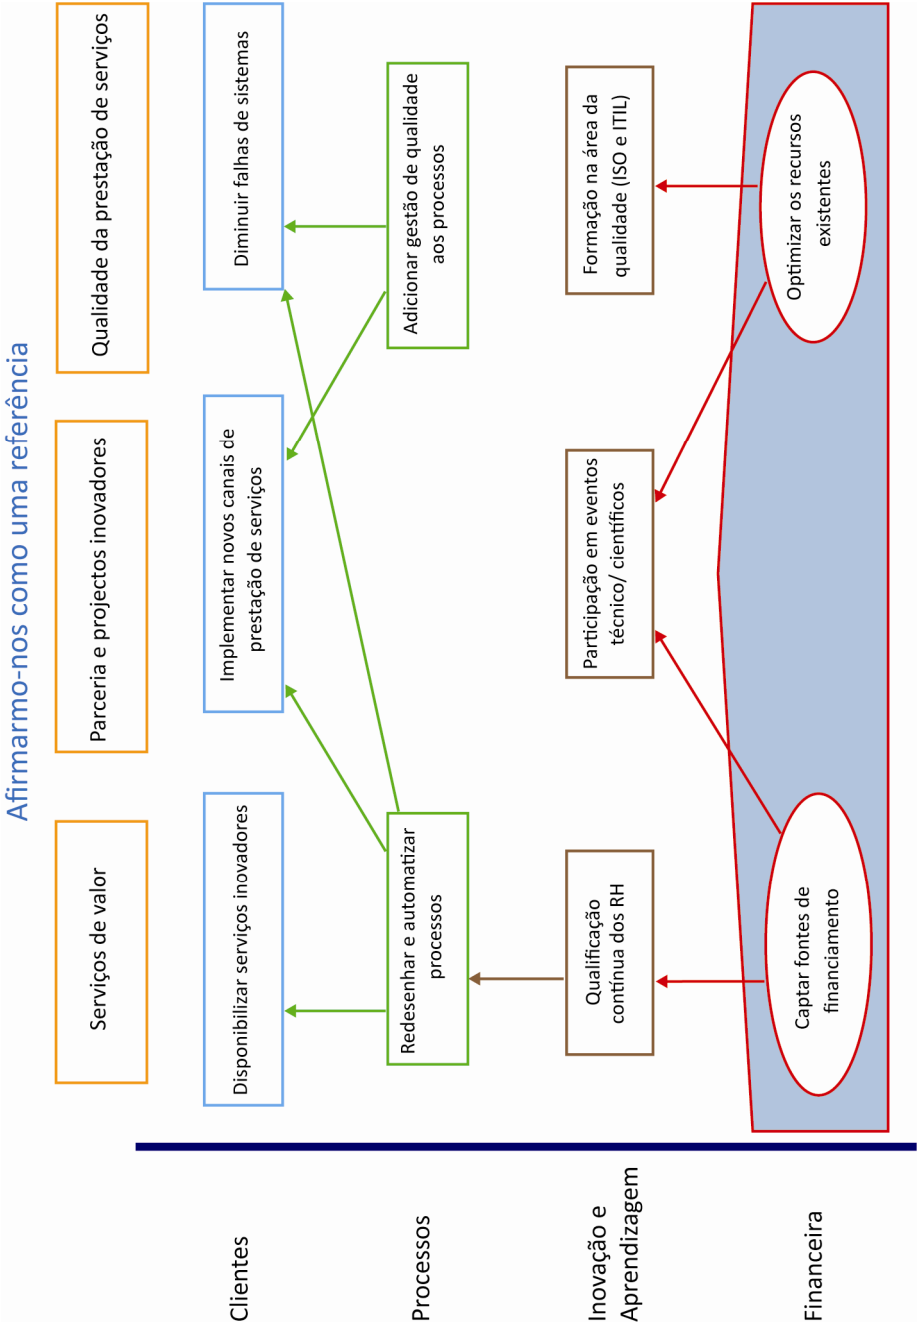 Afirmarmo-nos como uma referência
Serviços de valor
Parceria e projectos inovadores
Qualidade da prestação de serviços
Clientes
Disponibilizar serviços inovadores
Implementar novos canais de
prestação de serviços
Diminuir falhas de sistemas
Processos
Redesenhar e automatizar
processos
Adicionar gestão de qualidade
aos processos
Inovação e
Aprendizagem
Qualificação
contínua dos RH
Participação em eventos
técnico/ científicos
Formação na área da
qualidade (ISO e ITIL)
Financeira
Captar fontes de
financiamento
Optimizar os recursos
existentes